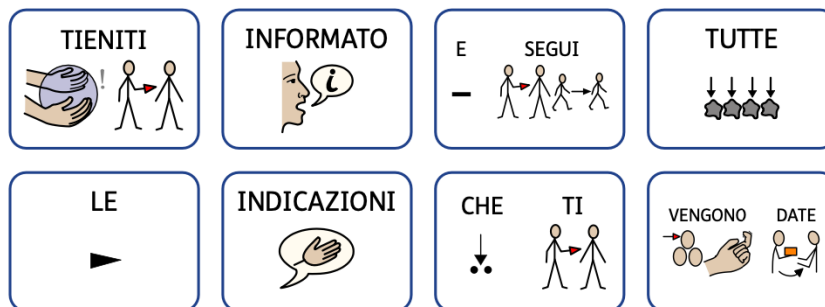 TIENITI INFORMATO E SEGUI TUTTE
LE INDICAZIONI CHE TI VENGONO DATE